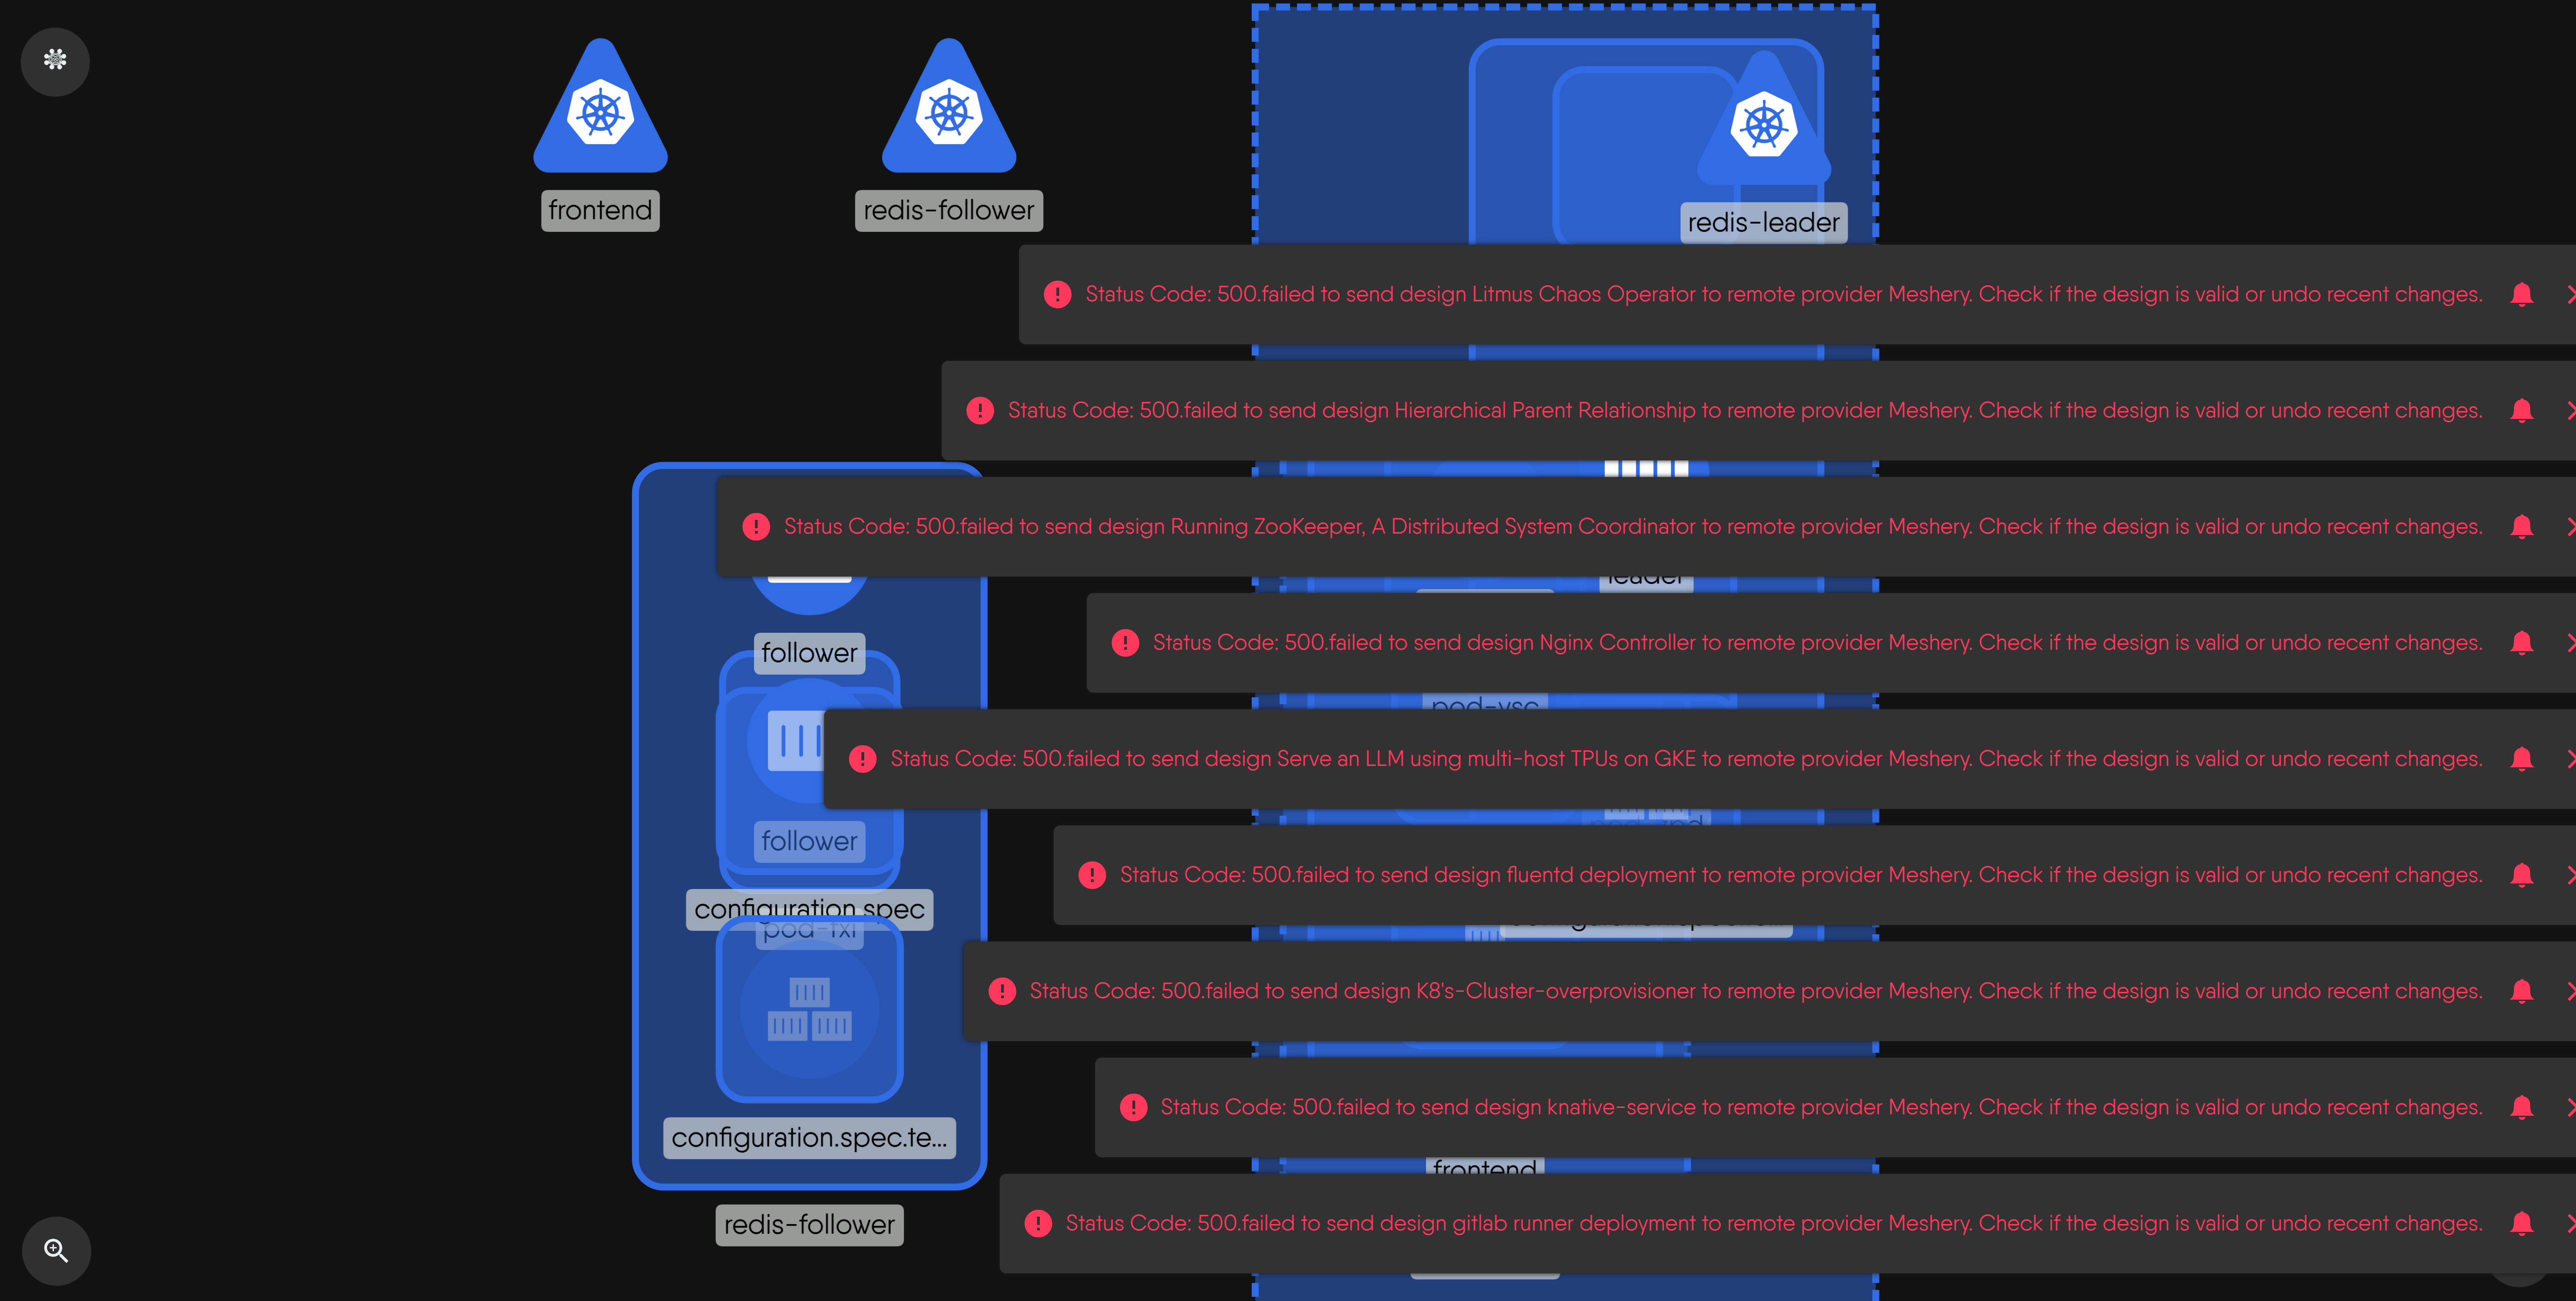 frontend
redis-follower
redis-leader
Status Code: 500.failed to send design Litmus Chaos Operator to remote provider Meshery. Check if the design is valid or undo recent changes.
Status Code: 500.failed to send design Hierarchical Parent Relationship to remote provider Meshery. Check if the design is valid or undo recent changes.
Status Code: 500.failed to send design Running ZooKeeper, A Distributed System Coordinator to remote provider Meshery. Check if the design is valid or undo recent changes.
leader
Status Code: 500.failed to send design Nginx Controller to remote provider Meshery. Check if the design is valid or undo recent changes.
follower
pod-vsc
Status Code: 500.failed to send design Serve an LLM using multi-host TPUs on GKE to remote provider Meshery. Check if the design is valid or undo recent changes.
follower
Status Code: 500.failed to send design fluentd deployment to remote provider Meshery. Check if the design is valid or undo recent changes.
configuration.spec
pod-fxi
Status Code: 500.failed to send design K8's-Cluster-overprovisioner to remote provider Meshery. Check if the design is valid or undo recent changes.
Status Code: 500.failed to send design knative-service to remote provider Meshery. Check if the design is valid or undo recent changes.
configuration.spec.te...
frontend
Status Code: 500.failed to send design gitlab runner deployment to remote provider Meshery. Check if the design is valid or undo recent changes.
redis-follower